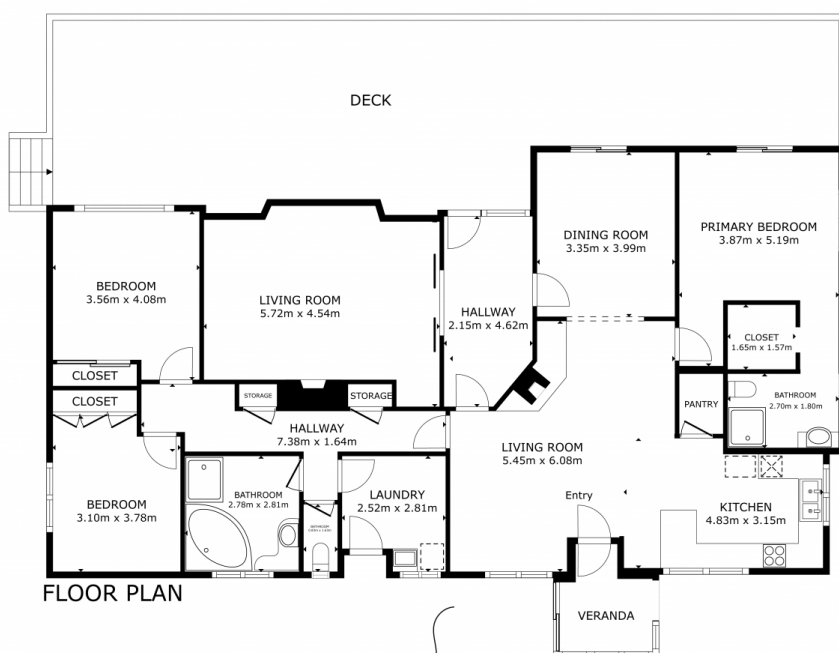 DECK
DINING ROOM
3.35m x 3.99m
PRIMARY BEDROOM
3.87m x 5.19m
BEDROOM
3.56m x 4.08m
LIVING ROOM
5.72m x 4.54m
HALLWAY
2.15m x 4.62m
CLOSET
1.65m x 1.57m
CLOSET
CLOSET
STORAGE
STORAGE
HALLWAY
7.38m x 1.64m
PANTRY
BATHROOM
2.70m x 1.80m
LIVING ROOM
5.45m x 6.08m
BEDROOM
3.10m x 3.78m
BATHROOM
2.78m x 2.81m
LAUNDRY
2.52m x 2.81m
Entry
KITCHEN
4.83m x 3.15m
BATHROOM
FLOOR PLAN
VERANDA